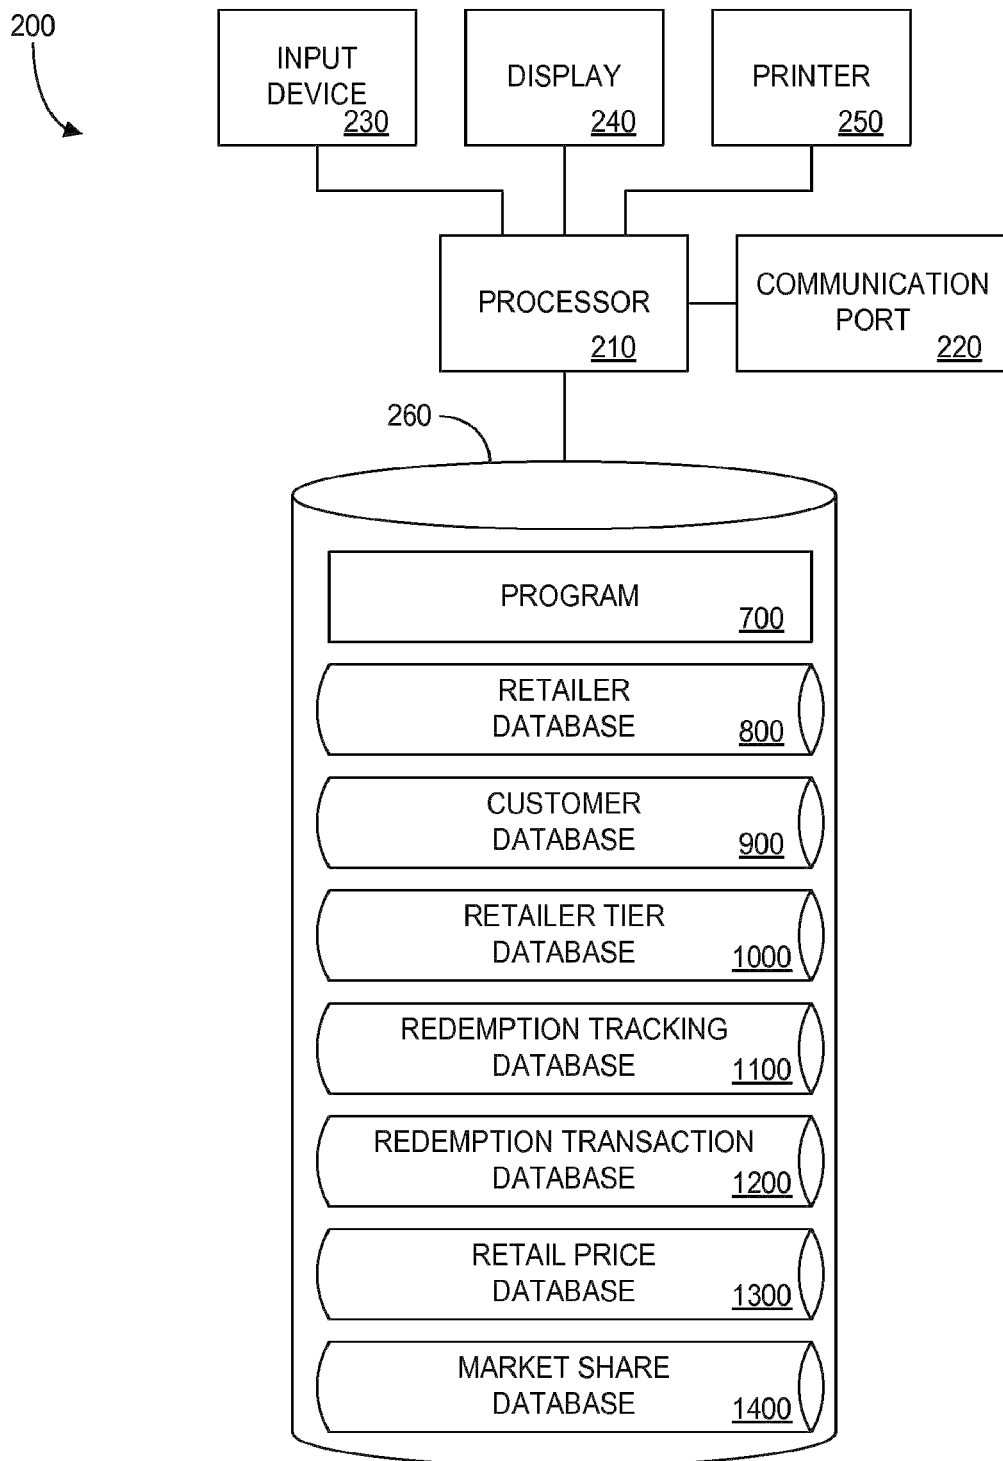 200
INPUT
DEVICE
230
DISPLAY
240
PRINTER
250
PROCESSOR
210
COMMUNICATION
PORT
220
260
PROGRAM
700
RETAILER
DATABASE
800
CUSTOMER
DATABASE
900
RETAILER TIER
DATABASE
1000
REDEMPTION TRACKING
DATABASE
1100
REDEMPTION TRANSACTION
DATABASE
1200
RETAIL PRICE
DATABASE
1300
MARKET SHARE
DATABASE
1400